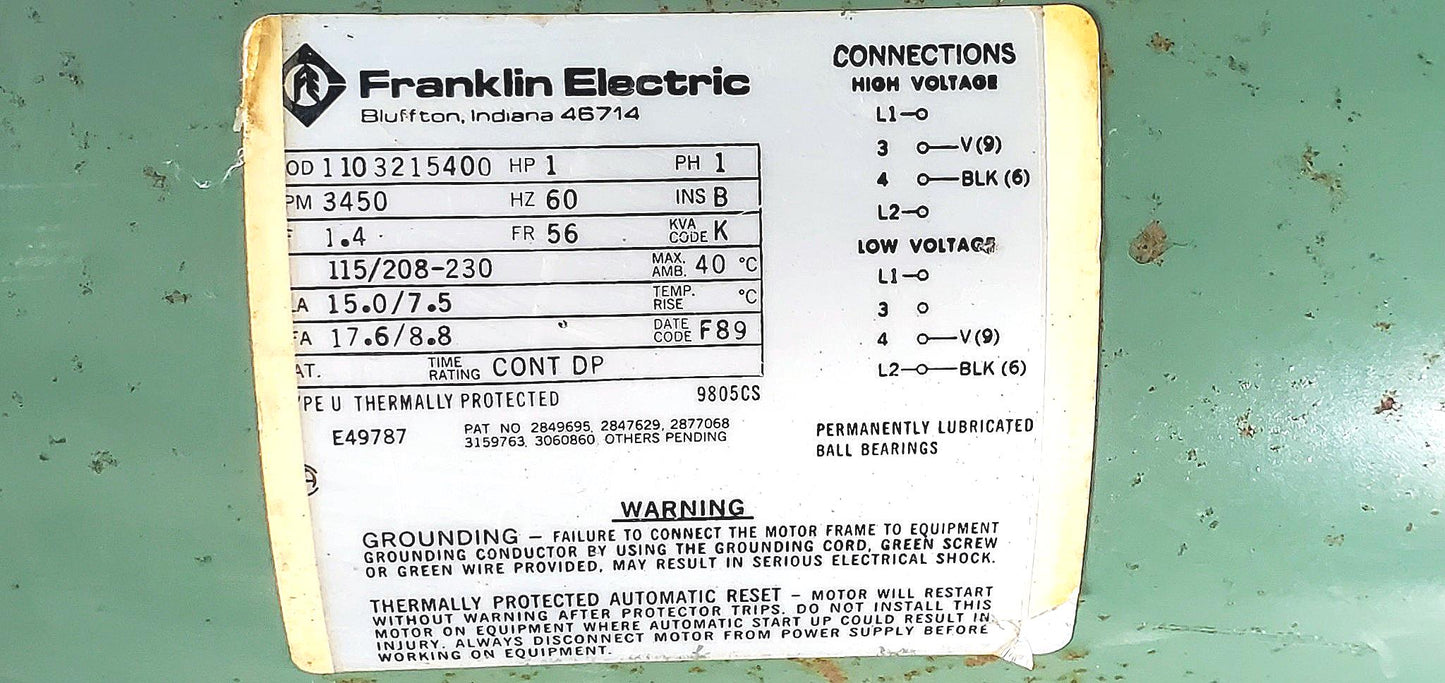 FE Franklin Electric
Bluffton, Indiana 46714
OD 1103215400 HP 1 PH 1
PM 3450 HZ 60 INS B
1.4 FR 56 KVA CODE K
115/208-230 MAX. AMB. 40 °C
LA 15.0/7.5 TEMP. RISE °C
FA 17.6/8.8 DATE CODE F89
AT. TIME RATING CONT DP
PE U THERMALLY PROTECTED 9805CS
E49787
PAT NO 2849695, 2847629, 2877068
3159763, 3060860, OTHERS PENDING
CONNECTIONS
HIGH VOLTAGE
L1
3 V(9)
4 BLK (6)
L2
LOW VOLTAGE
L1
3
4 V(9)
L2 BLK (6)
PERMANENTLY LUBRICATED
BALL BEARINGS
WARNING
GROUNDING – FAILURE TO CONNECT THE MOTOR FRAME TO EQUIPMENT
GROUNDING CONDUCTOR BY USING THE GROUNDING CORD, GREEN SCREW
OR GREEN WIRE PROVIDED, MAY RESULT IN SERIOUS ELECTRICAL SHOCK.
THERMALLY PROTECTED AUTOMATIC RESET – MOTOR WILL RESTART
WITHOUT WARNING AFTER PROTECTOR TRIPS. DO NOT INSTALL THIS
MOTOR ON EQUIPMENT WHERE AUTOMATIC START UP COULD RESULT IN
INJURY. ALWAYS DISCONNECT MOTOR FROM POWER SUPPLY BEFORE
WORKING ON EQUIPMENT.